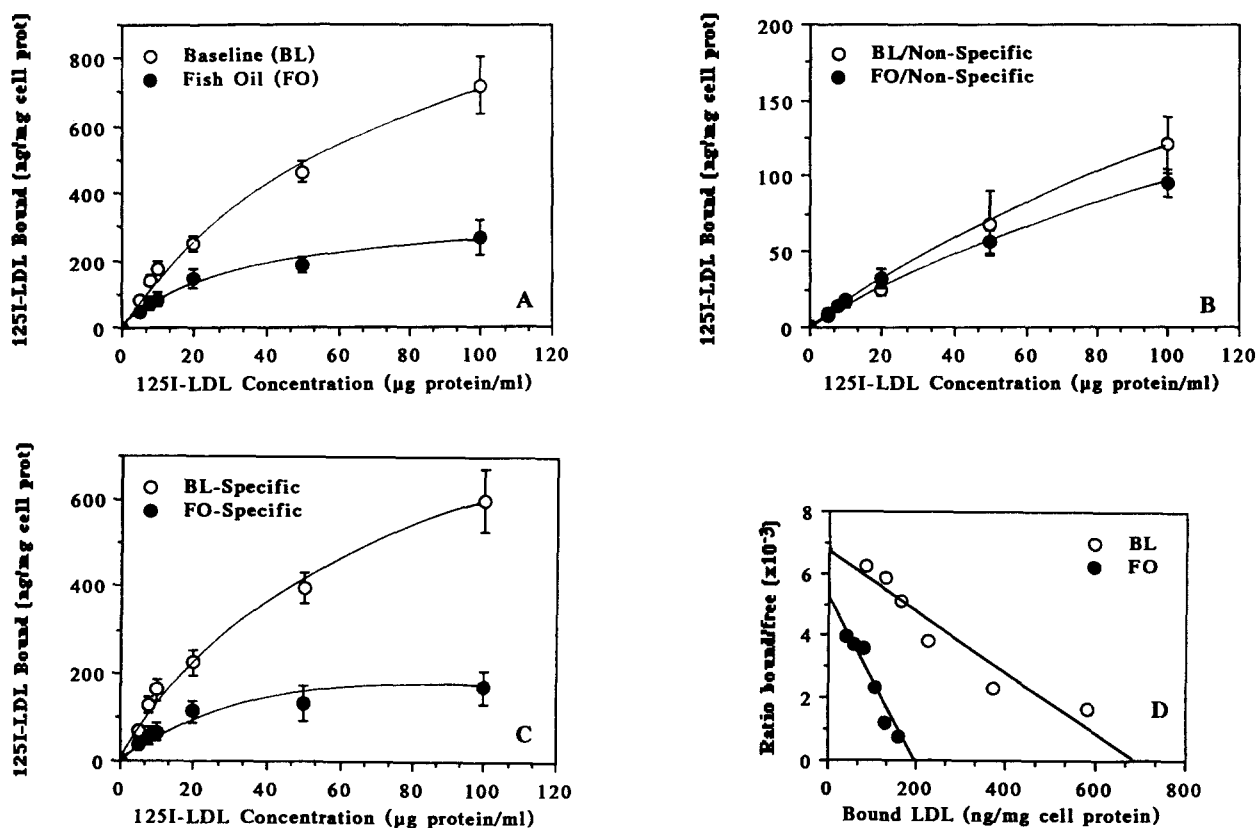 125I-LDL Bound (ng/mg cell prot)
800
600
400
200
0
Baseline (BL)
Fish Oil (FO)
A
0 20 40 60 80 100 120
125I-LDL Concentration (µg protein/ml)
125I-LDL Bound (ng/mg cell prot)
200
150
100
50
0
BL/Non-Specific
FO/Non-Specific
B
0 20 40 60 80 100 120
125I-LDL Concentration (µg protein/ml)
125I-LDL Bound (ng/mg cell prot)
600
400
200
0
BL-Specific
FO-Specific
C
0 20 40 60 80 100 120
125I-LDL Concentration (µg protein/ml)
Ratio bound/free (x10-3)
8
6
4
2
0
BL
FO
D
0 200 400 600 800
Bound LDL (ng/mg cell protein)